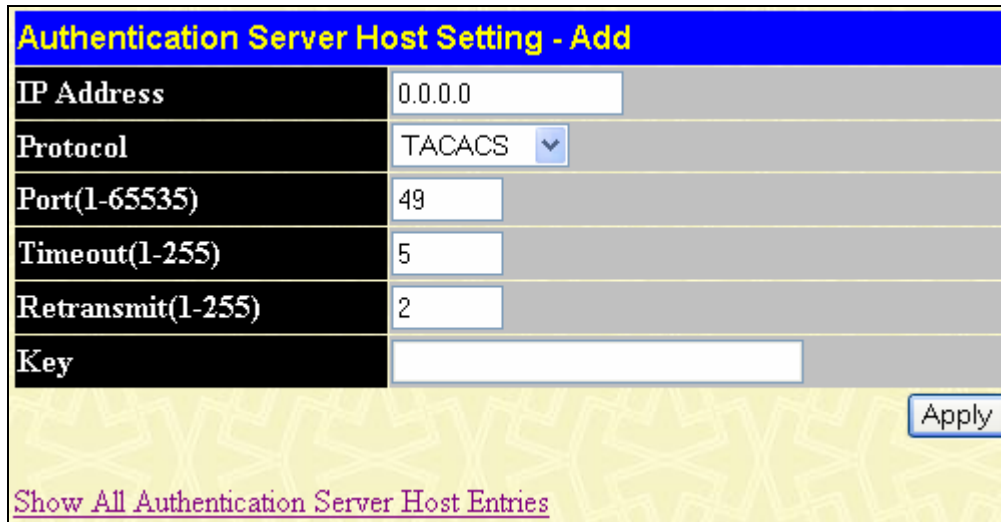 Authentication Server Host Setting - Add
IP Address 0.0.0.0
Protocol TACACS
Port(1-65535) 49
Timeout(1-255) 5
Retransmit(1-255) 2
Key
Apply
Show All Authentication Server Host Entries